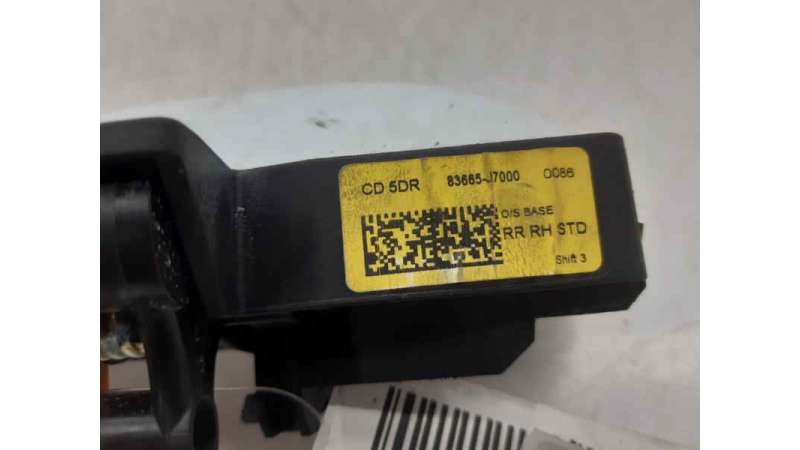 CD 5DR 83665-J7000 0086
O/S BASE
RR RH STD
Shift 3